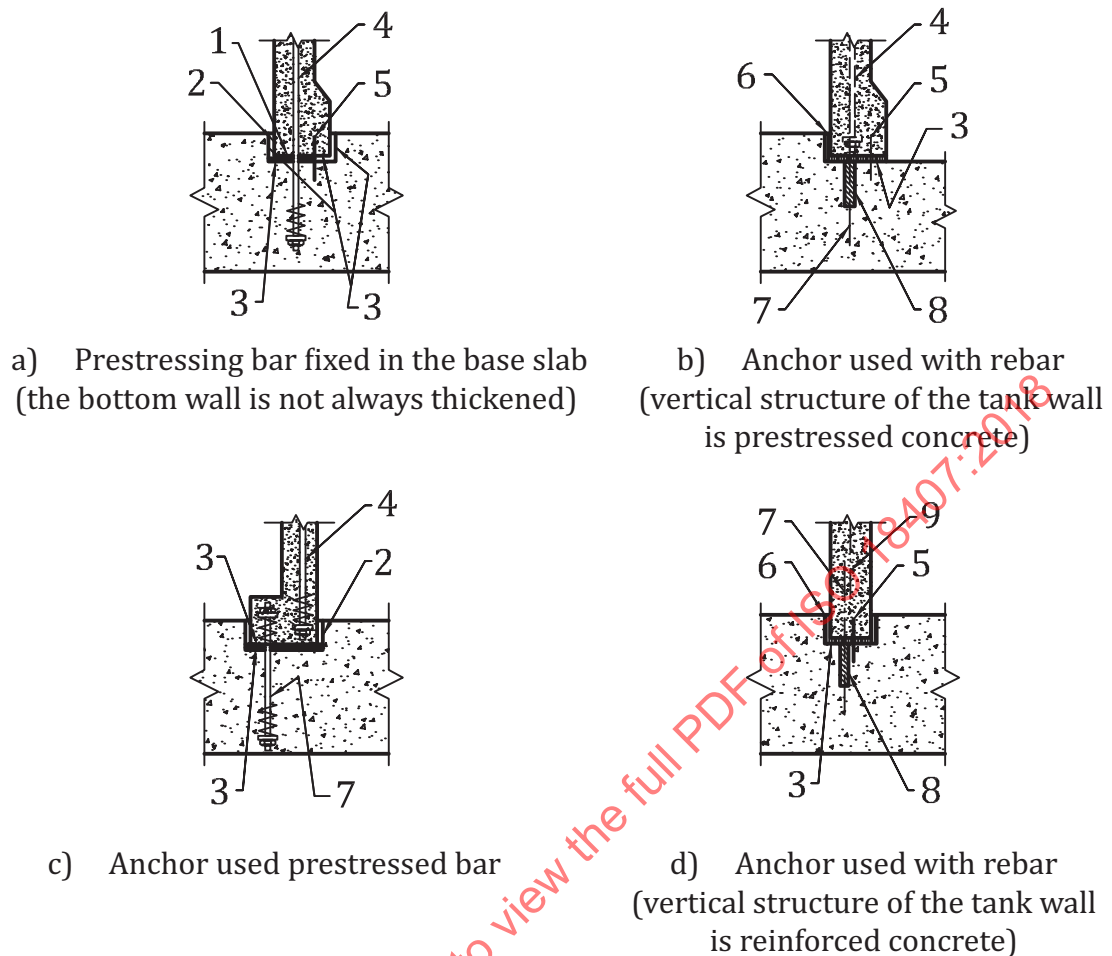 1
2
4
5
3
3
a) Prestressing bar fixed in the base slab
(the bottom wall is not always thickened)
6
4
5
3
7
8
b) Anchor used with rebar
(vertical structure of the tank wall
is prestressed concrete)
3
4
2
3
7
c) Anchor used prestressed bar
7
6
9
5
3
8
d) Anchor used with rebar
(vertical structure of the tank wall
is reinforced concrete)
to view the full PDF of ISO 18407:2018